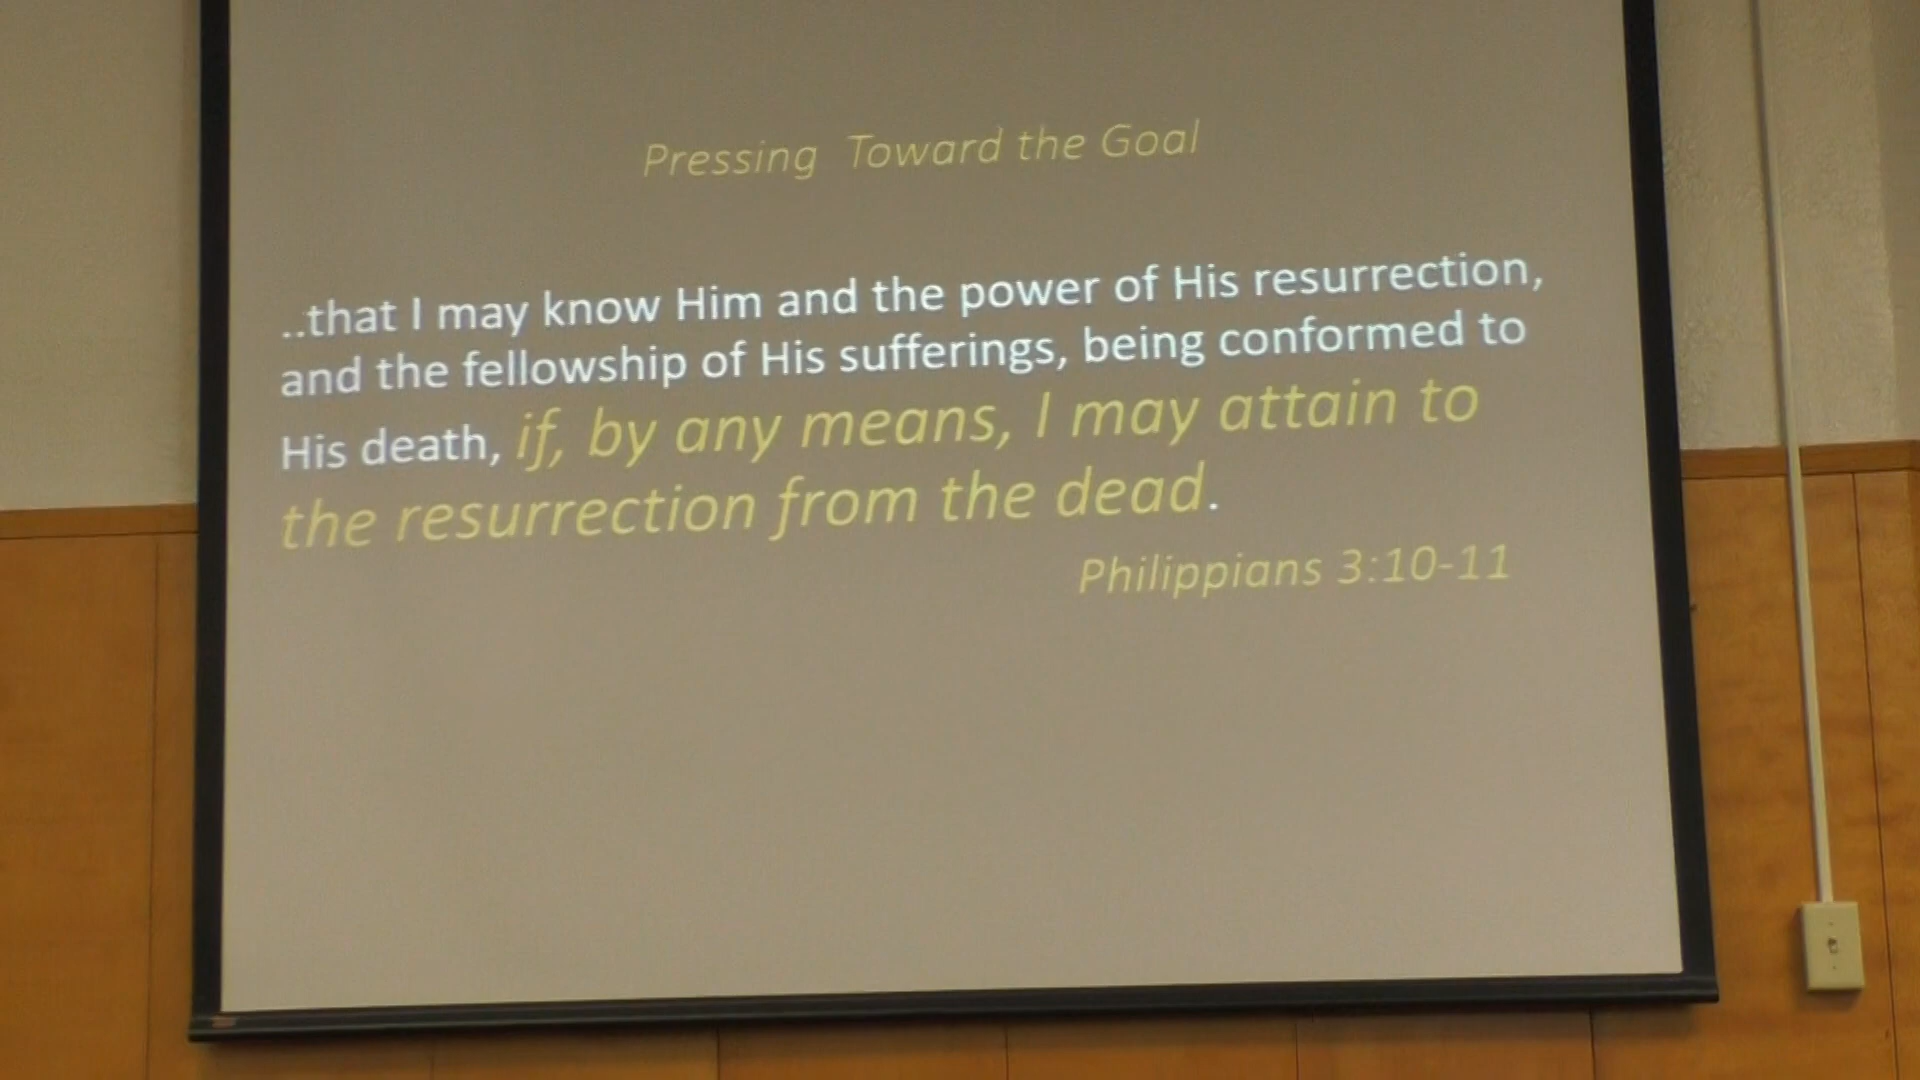 Pressing Toward the Goal
..that I may know Him and the power of His resurrection,
and the fellowship of His sufferings, being conformed to
His death, if, by any means, I may attain to
the resurrection from the dead.
Philippians 3:10-11